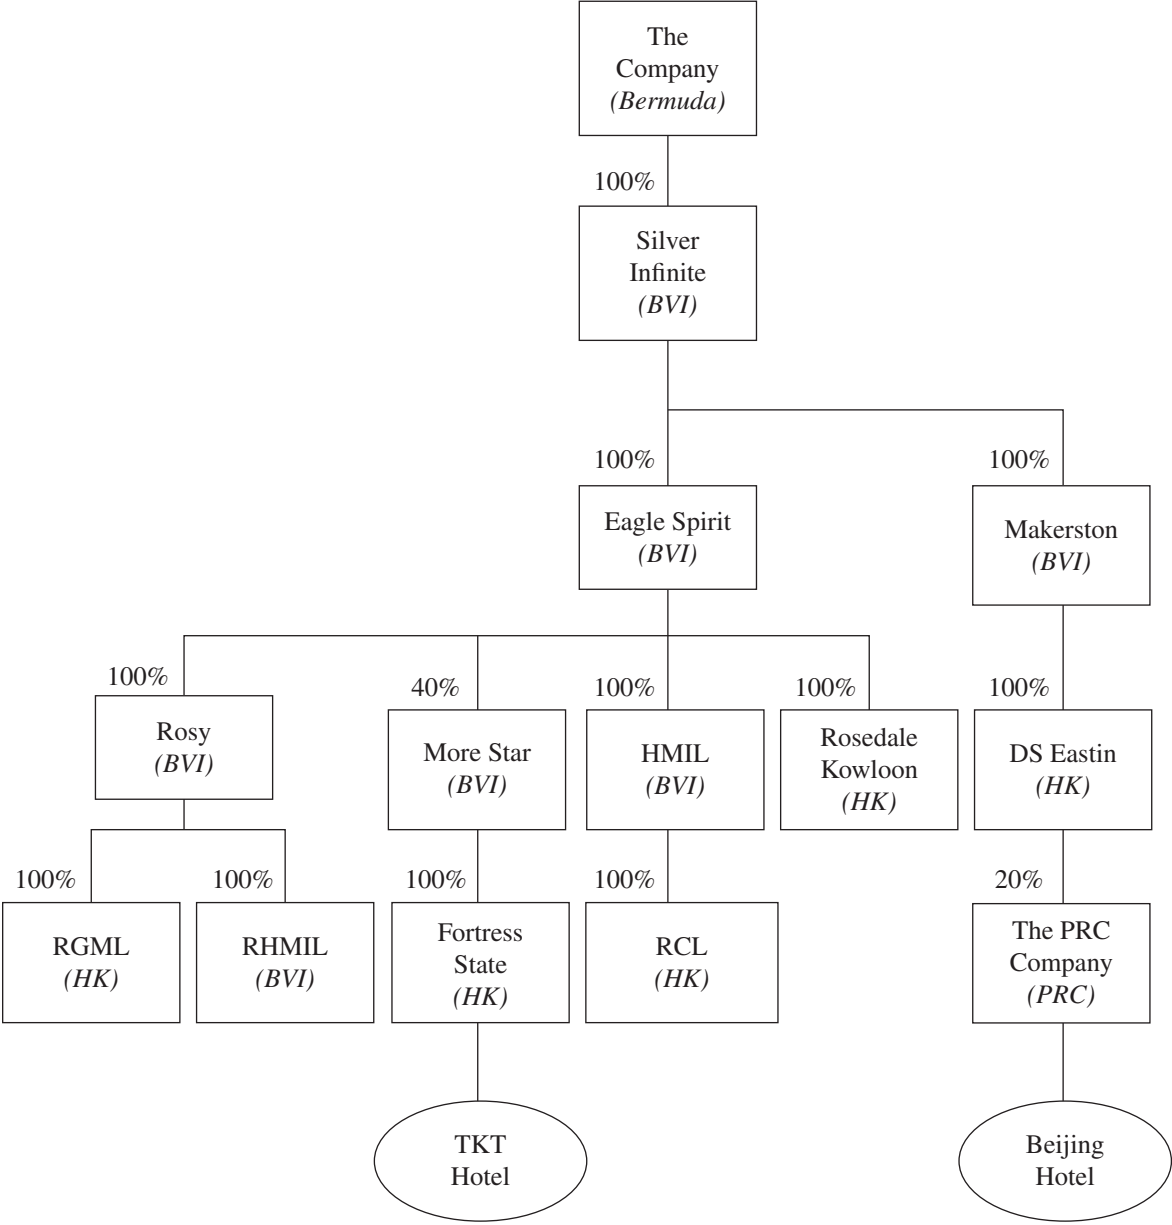 The
Company
(Bermuda)
100%
Silver
Infinite
(BVI)
100%
100%
Eagle Spirit
(BVI)
Makerston
(BVI)
100%
40%
100%
100%
100%
Rosy
(BVI)
More Star
(BVI)
HMIL
(BVI)
Rosedale
Kowloon
(HK)
DS Eastin
(HK)
100%
100%
100%
100%
20%
RGML
(HK)
RHMIL
(BVI)
Fortress
State
(HK)
RCL
(HK)
The PRC
Company
(PRC)
TKT
Hotel
Beijing
Hotel